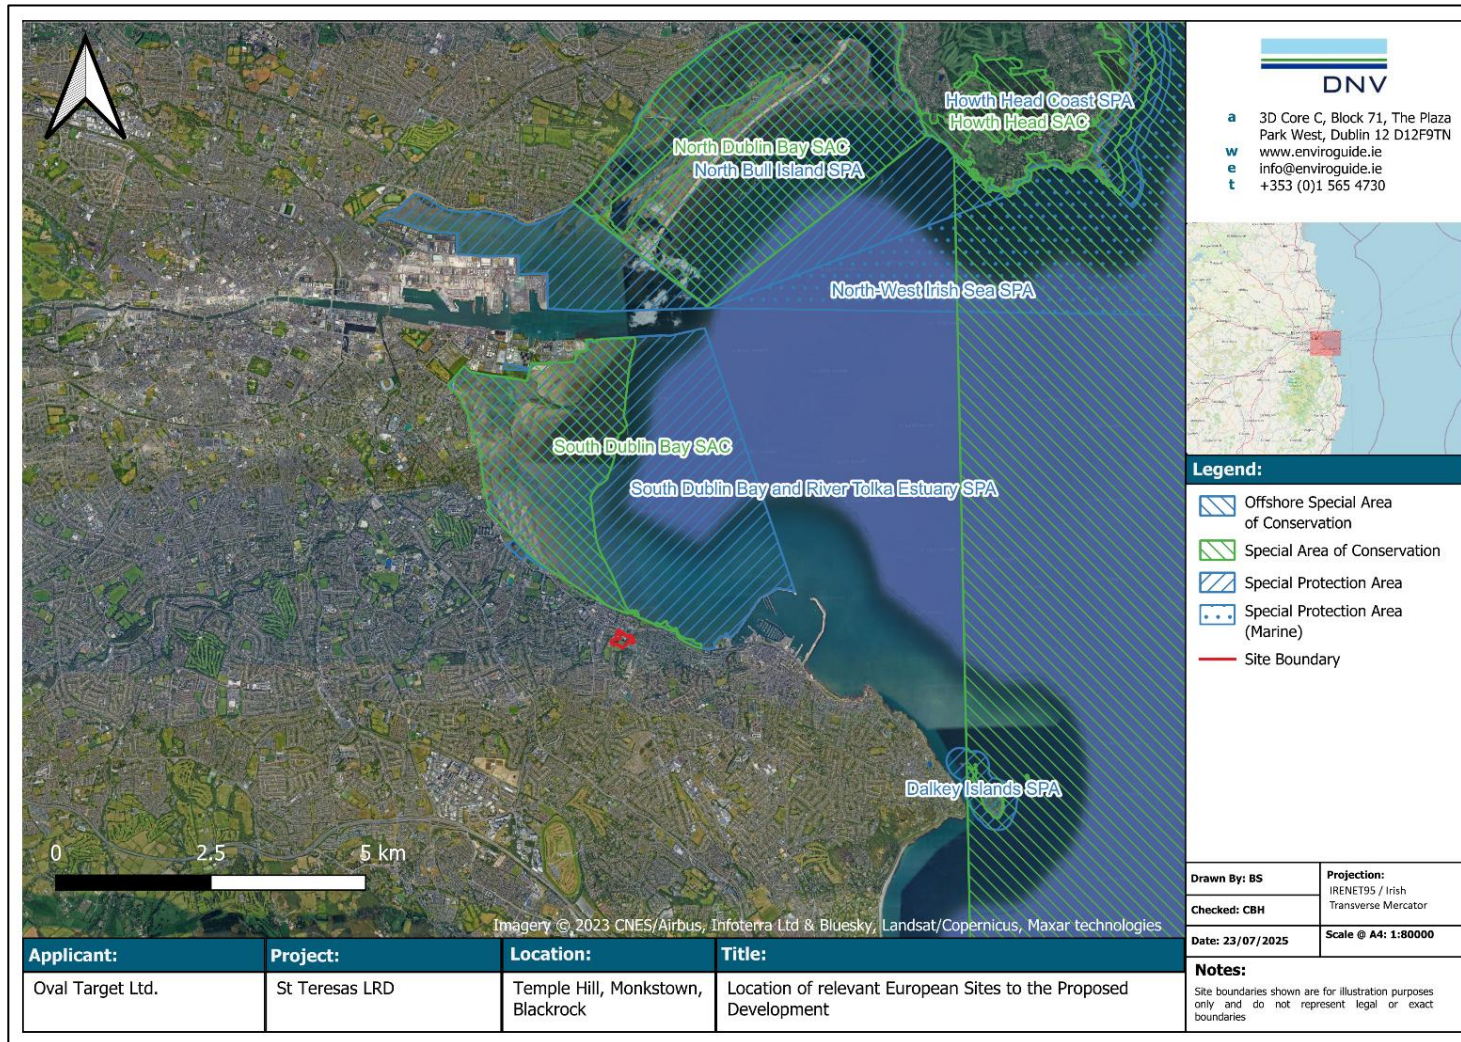 North Dublin Bay SAC
North Bull Island SPA
Howth Head Coast SPA
Howth Head SAC
North-West Irish Sea SPA
South Dublin Bay SAC
South Dublin Bay and River Tolka Estuary SPA
Dalkey Islands SPA
0 2.5 5 km
Imagery © 2023 CNES/Airbus, Infoterra Ltd & Bluesky, Landsat/Copernicus, Maxar technologies
DNV
a 3D Core C, Block 71, The Plaza
Park West, Dublin 12 D12F9TN
w www.enviroguide.ie
e info@enviroguide.ie
t +353 (0)1 565 4730
Legend:
Offshore Special Area
of Conservation
Special Area of Conservation
Special Protection Area
Special Protection Area
(Marine)
Site Boundary
Drawn By: BS
Checked: CBH
Date: 23/07/2025
Projection:
IRENET95 / Irish
Transverse Mercator
Scale @ A4: 1:80000
Notes:
Site boundaries shown are for illustration purposes
only and do not represent legal or exact
boundaries
Applicant:
Oval Target Ltd.
Project:
St Teresas LRD
Location:
Temple Hill, Monkstown,
Blackrock
Title:
Location of relevant European Sites to the Proposed
Development